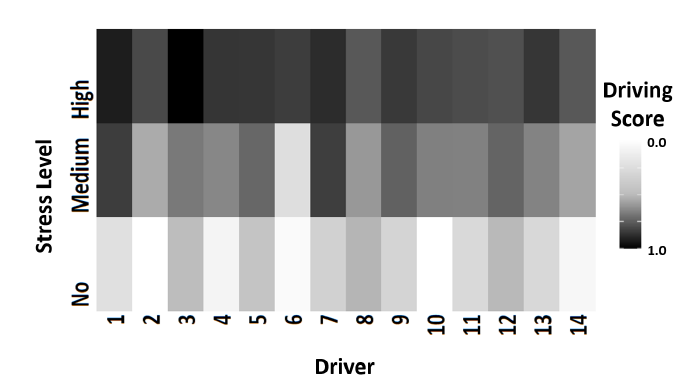 High
Medium
No
Stress Level
1 2 3 4 5 6 7 8 9 10 11 12 13 14
Driver
Driving
Score
0.0
1.0